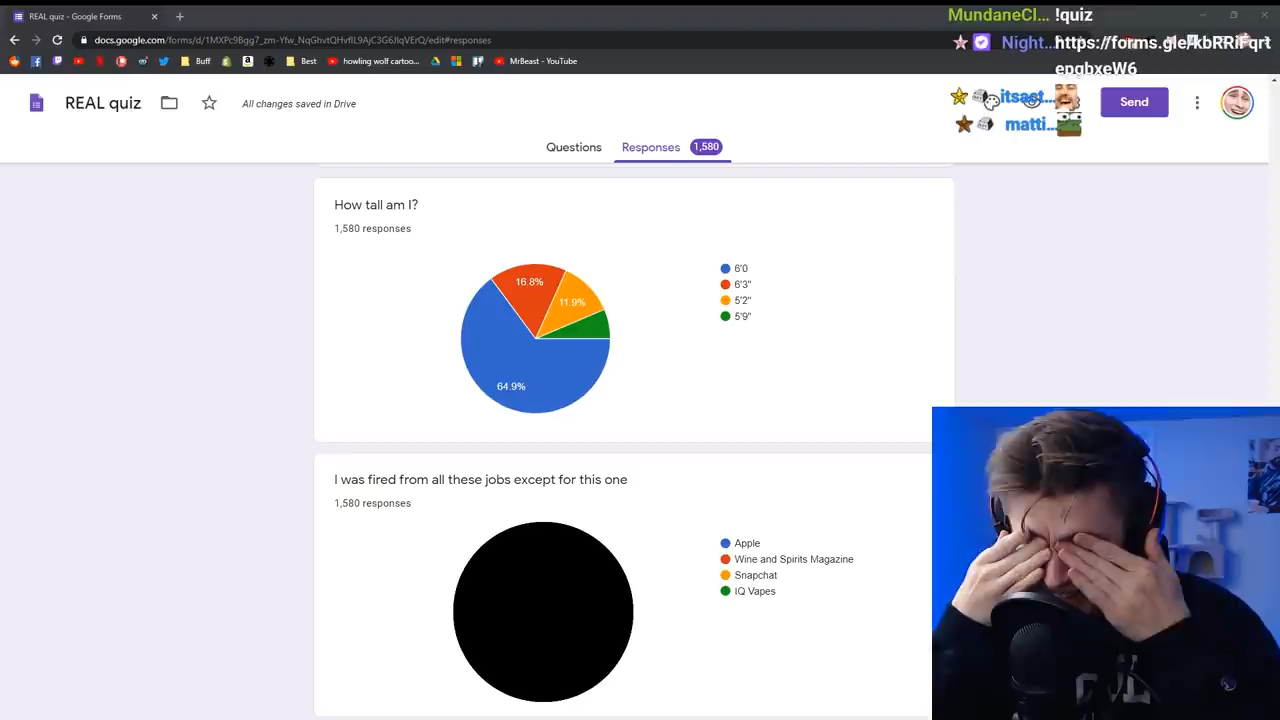 REAL quiz - Google Forms
MundaneCl... !quiz
docs.google.com/forms/d/1MXPc9Bgg7_zm-Yfw_NqGhvtQHvfIL9AjC3G6JlqVErQ/edit#responses
Night... https://forms.gle/kbRRiFqrt
epgbxeW6
Buff
Best
howling wolf cartoo...
MrBeast - YouTube
REAL quiz
All changes saved in Drive
itsast...
Send
matti...
Questions
Responses 1,580
How tall am I?
1,580 responses
16.8%
11.9%
64.9%
6'0
6'3"
5'2"
5'9"
I was fired from all these jobs except for this one
1,580 responses
Apple
Wine and Spirits Magazine
Snapchat
IQ Vapes